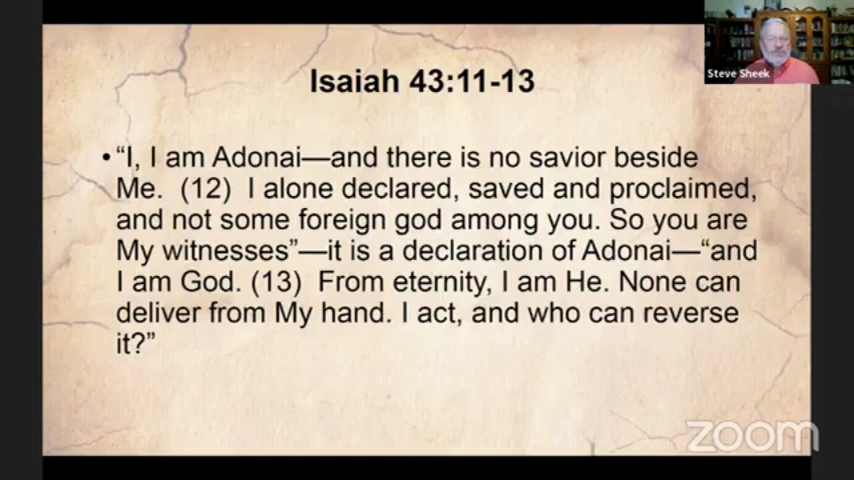 Steve Sheek
Isaiah 43:11-13
• “I, I am Adonai—and there is no savior beside
Me.  (12)  I alone declared, saved and proclaimed,
and not some foreign god among you. So you are
My witnesses”—it is a declaration of Adonai—“and
I am God. (13)  From eternity, I am He. None can
deliver from My hand. I act, and who can reverse
it?”
zoom